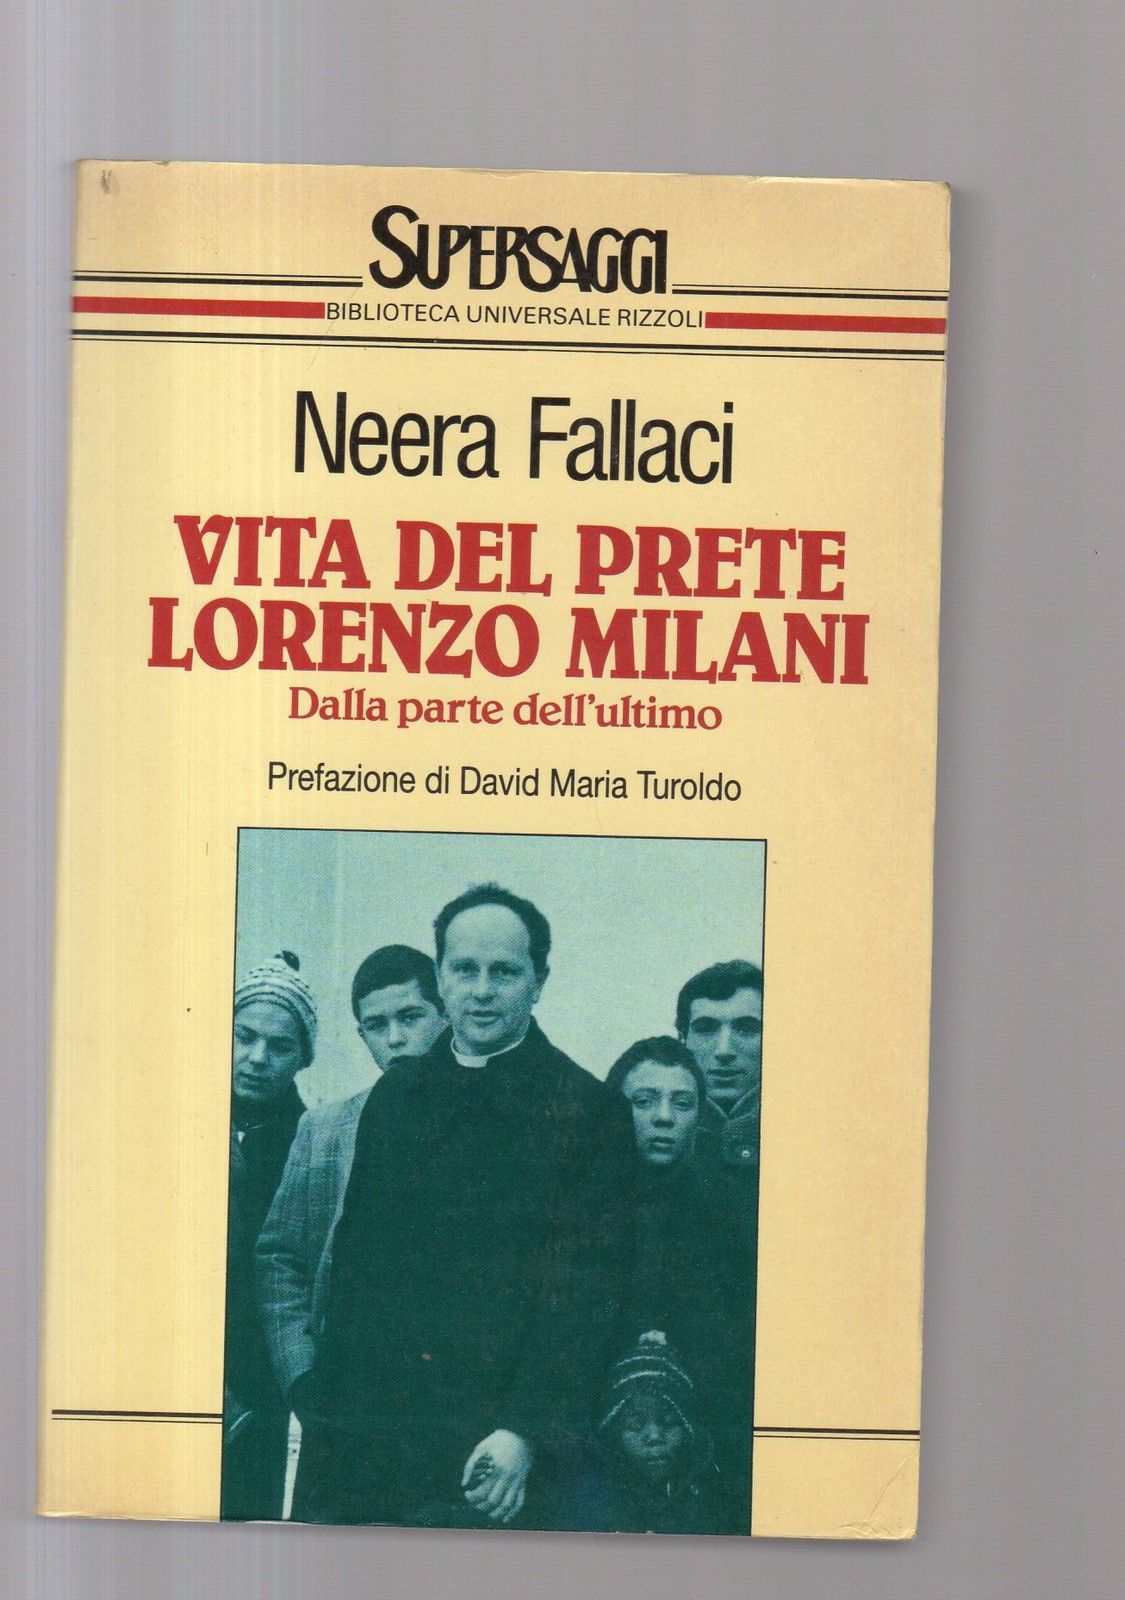 SUPERSAGGI
BIBLIOTECA UNIVERSALE RIZZOLI
Neera Fallaci
VITA DEL PRETE
LORENZO MILANI
Dalla parte dell'ultimo
Prefazione di David Maria Turoldo